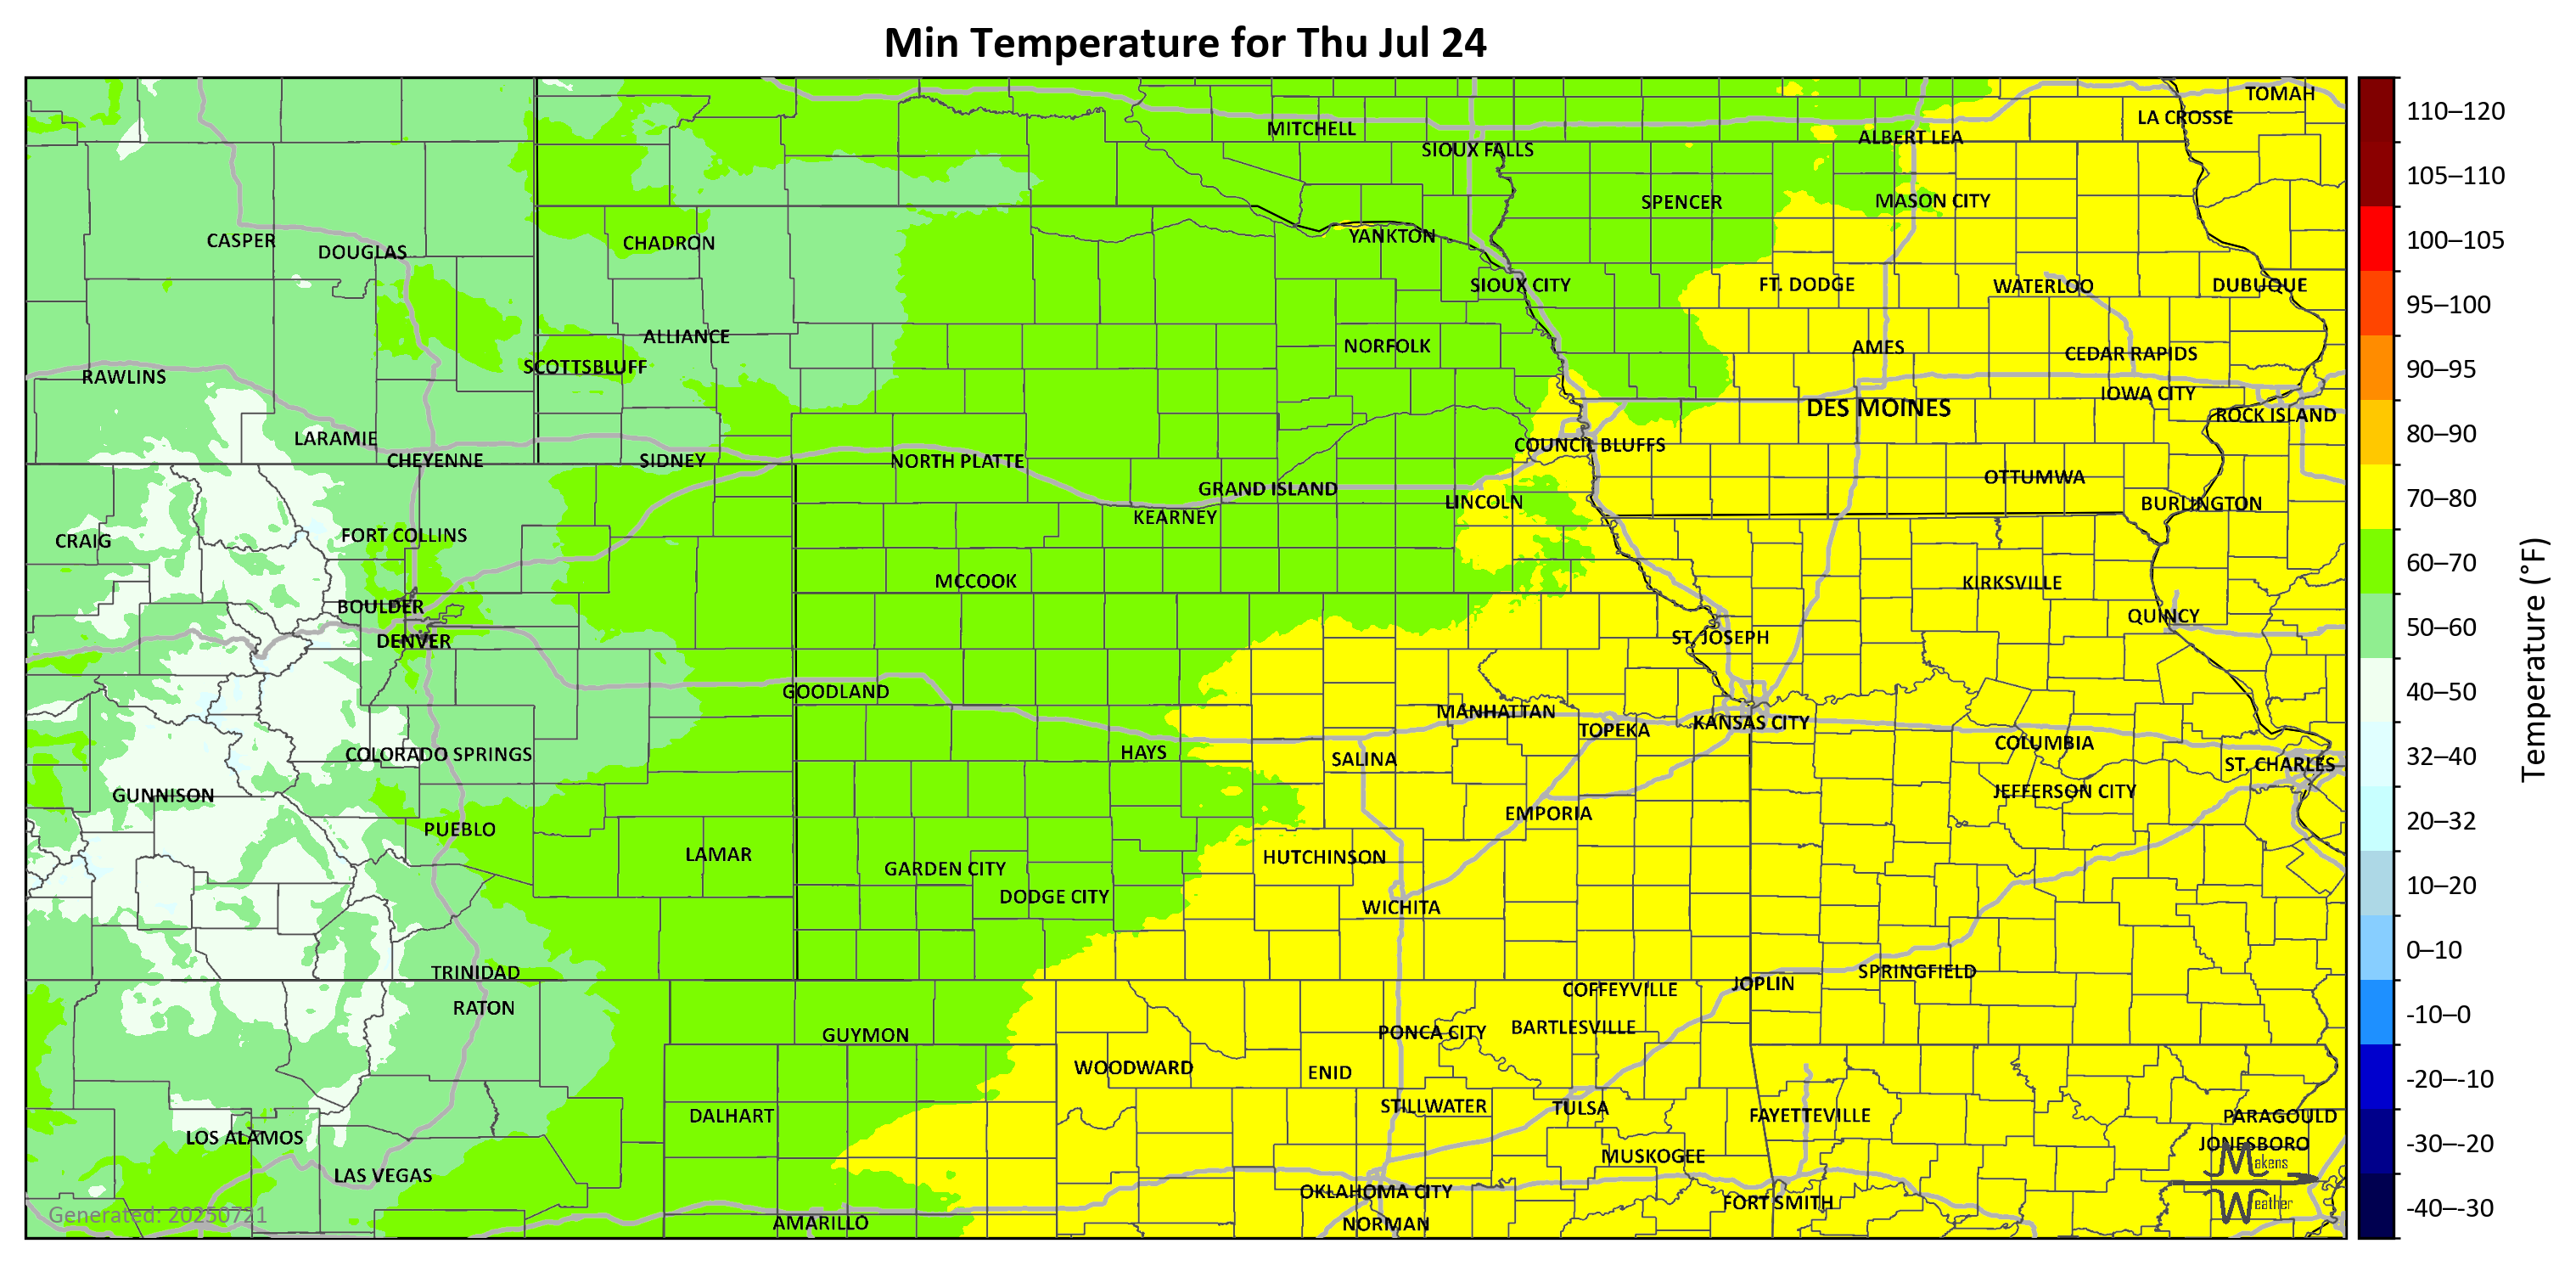 Min Temperature for Thu Jul 24
TOMAH
LA CROSSE
MITCHELL
ALBERT LEA
SIOUX FALLS
SPENCER
MASON CITY
CASPER
DOUGLAS
CHADRON
YANKTON
SIOUX CITY
FT. DODGE
WATERLOO
DUBUQUE
ALLIANCE
NORFOLK
AMES
CEDAR RAPIDS
SCOTTSBLUFF
RAWLINS
IOWA CITY
DES MOINES
ROCK ISLAND
LARAMIE
COUNCIL BLUFFS
CHEYENNE
SIDNEY
NORTH PLATTE
OTTUMWA
GRAND ISLAND
LINCOLN
BURLINGTON
KEARNEY
CRAIG
FORT COLLINS
MCCOOK
KIRKSVILLE
BOULDER
QUINCY
DENVER
ST. JOSEPH
GOODLAND
MANHATTAN
TOPEKA
KANSAS CITY
COLUMBIA
COLORADO SPRINGS
HAYS
SALINA
ST. CHARLES
GUNNISON
JEFFERSON CITY
EMPORIA
PUEBLO
LAMAR
HUTCHINSON
GARDEN CITY
DODGE CITY
WICHITA
TRINIDAD
SPRINGFIELD
JOPLIN
COFFEYVILLE
RATON
GUYMON
PONCA CITY
BARTLESVILLE
WOODWARD
ENID
STILLWATER
TULSA
DALHART
FAYETTEVILLE
PARAGOULD
LOS ALAMOS
JONESBORO
LAS VEGAS
MUSKOGEE
OKLAHOMA CITY
FORT SMITH
AMARILLO
NORMAN
Generated: 20250721
Makens
Weather
110–120
105–110
100–105
95–100
90–95
80–90
70–80
60–70
50–60
40–50
32–40
20–32
10–20
0–10
-10–0
-20–-10
-30–-20
-40–-30
Temperature (°F)